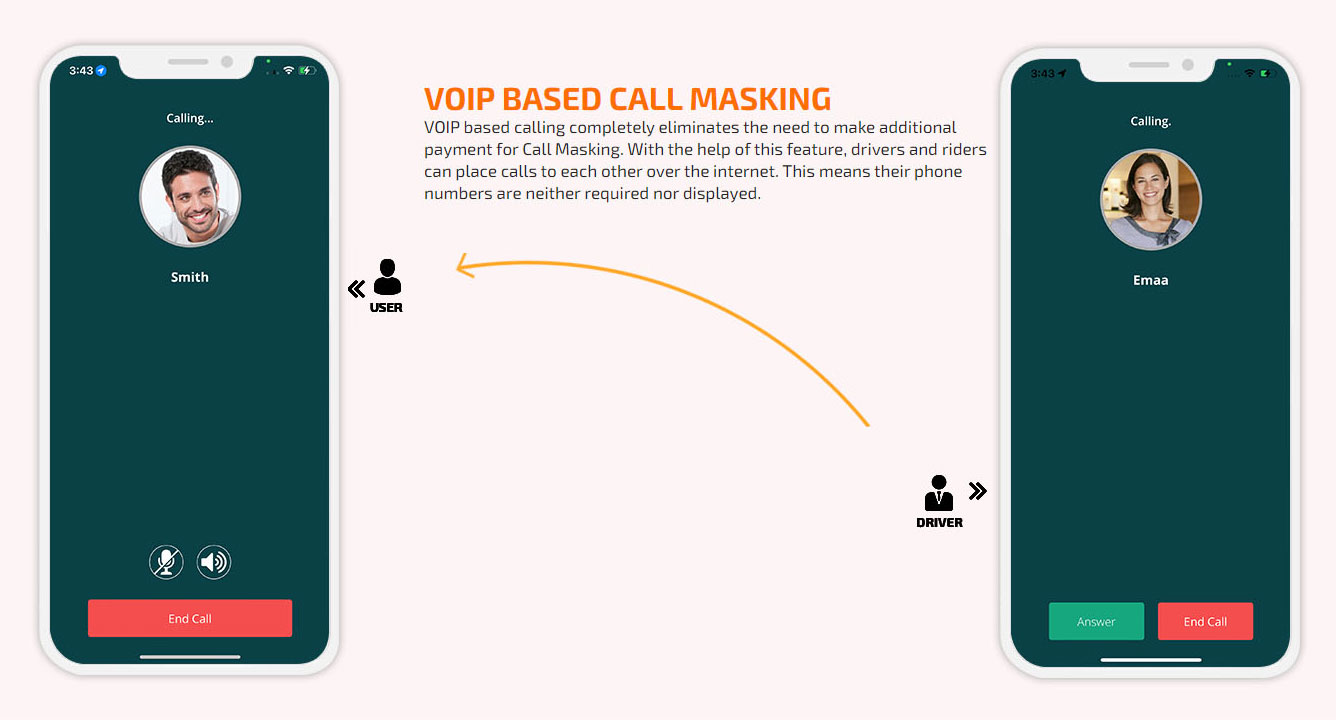 3:43
Calling...
Smith
End Call
VOIP BASED CALL MASKING
VOIP based calling completely eliminates the need to make additional
payment for Call Masking. With the help of this feature, drivers and riders
can place calls to each other over the internet. This means their phone
numbers are neither required nor displayed.
USER
DRIVER
3:43
Calling.
Emaa
Answer
End Call